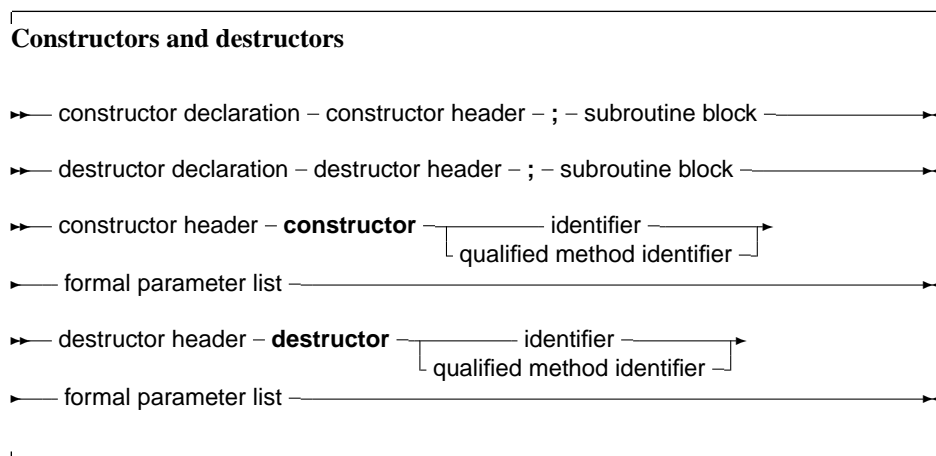 Constructors and destructors
constructor declaration – constructor header – ; – subroutine block
destructor declaration – destructor header – ; – subroutine block
constructor header – constructor – identifier
qualified method identifier
formal parameter list
destructor header – destructor – identifier
qualified method identifier
formal parameter list